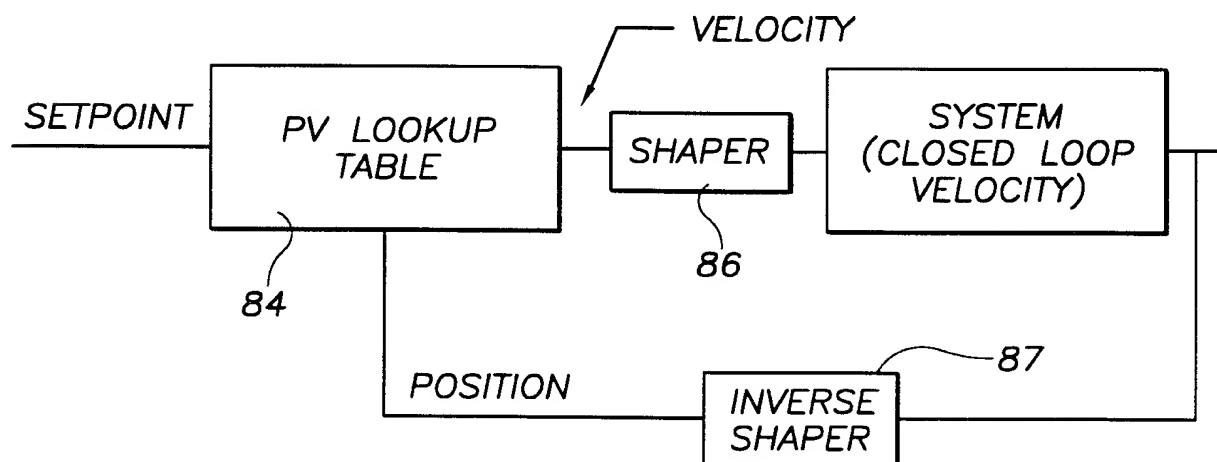 VELOCITY
SETPOINT
PV LOOKUP
TABLE
SHAPER
SYSTEM
(CLOSED LOOP
VELOCITY)
84
86
87
POSITION
INVERSE
SHAPER